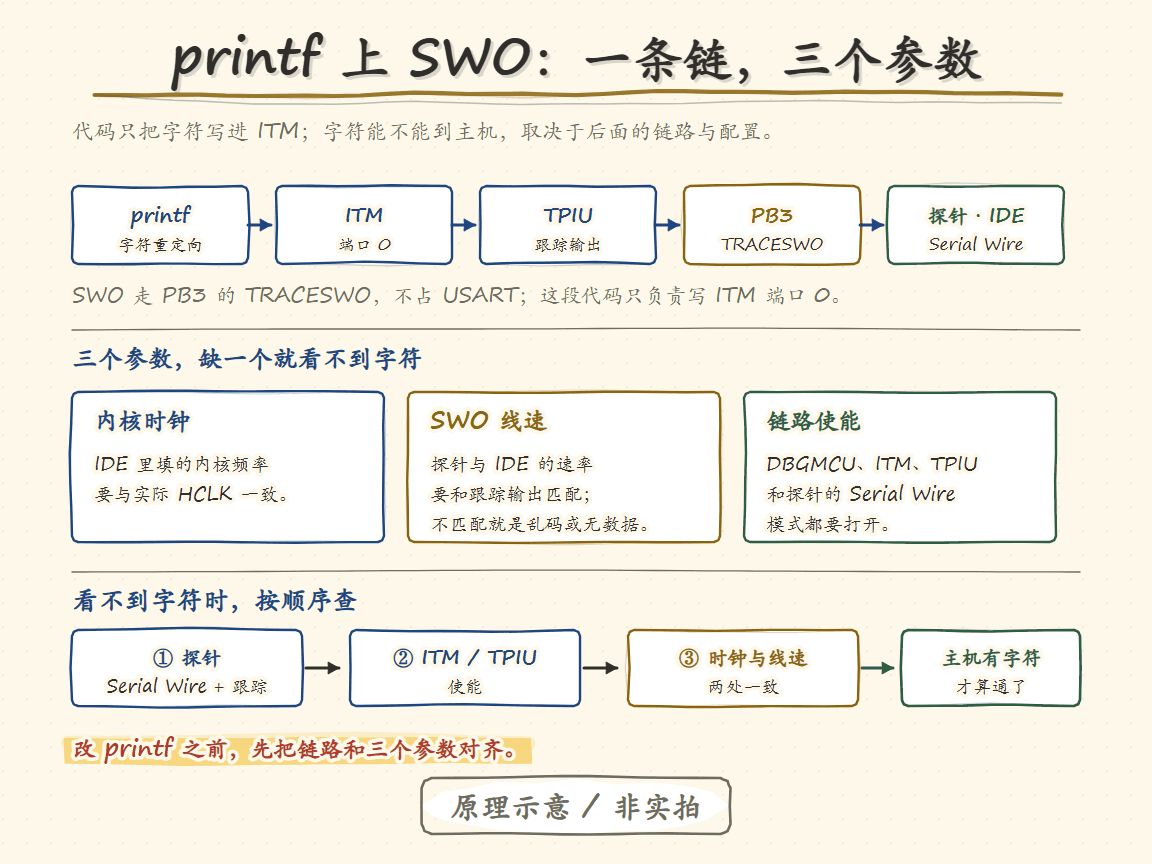 printf 上 SWO：一条链，三个参数
代码只把字符写进 ITM；字符能不能到主机，取决于后面的链路与配置。
printf
字符重定向
ITM
端口 0
TPIU
跟踪输出
PB3
TRACESWO
探针 · IDE
Serial Wire
SWO 走 PB3 的 TRACESWO，不占 USART；这段代码只负责写 ITM 端口 0。
三个参数，缺一个就看不到字符
内核时钟
IDE 里填的内核频率
要与实际 HCLK 一致。
SWO 线速
探针与 IDE 的速率
要和跟踪输出匹配；
不匹配就是乱码或无数据。
链路使能
DBGMCU、ITM、TPIU
和探针的 Serial Wire
模式都要打开。
看不到字符时，按顺序查
① 探针
Serial Wire + 跟踪
② ITM / TPIU
使能
③ 时钟与线速
两处一致
主机有字符
才算通了
改 printf 之前，先把链路和三个参数对齐。
原理示意 / 非实拍